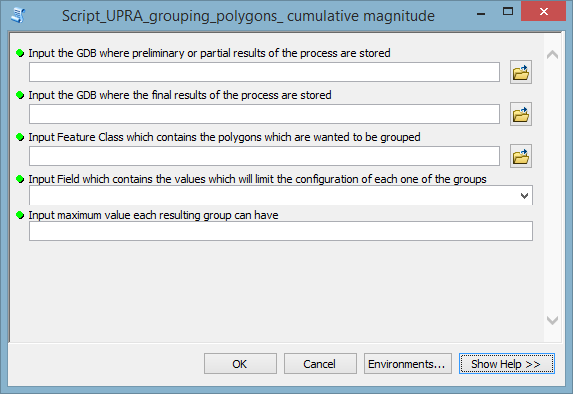 Script_UPRA_grouping_polygons_ cumulative magnitude
Input the GDB where preliminary or partial results of the process are stored
Input the GDB where the final results of the process are stored
Input Feature Class which contains the polygons which are wanted to be grouped
Input Field which contains the values which will limit the configuration of each one of the groups
Input maximum value each resulting group can have
OK Cancel Environments... Show Help >>